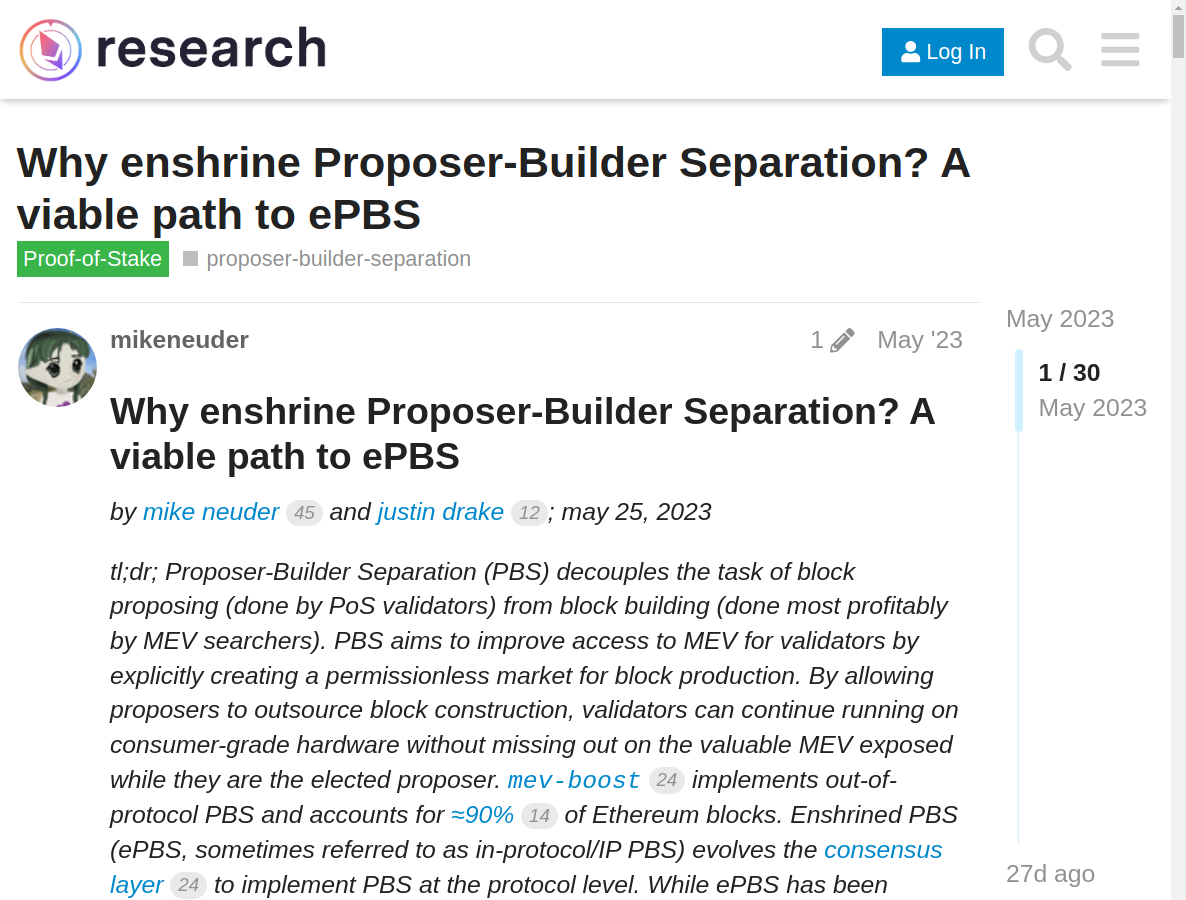 research
Log In
Why enshrine Proposer-Builder Separation? A
viable path to ePBS
Proof-of-Stake proposer-builder-separation
mikeneuder
1 May '23
Why enshrine Proposer-Builder Separation? A
viable path to ePBS
by mike neuder 45 and justin drake 12; may 25, 2023
tl;dr; Proposer-Builder Separation (PBS) decouples the task of block
proposing (done by PoS validators) from block building (done most profitably
by MEV searchers). PBS aims to improve access to MEV for validators by
explicitly creating a permissionless market for block production. By allowing
proposers to outsource block construction, validators can continue running on
consumer-grade hardware without missing out on the valuable MEV exposed
while they are the elected proposer. mev-boost 24 implements out-of-
protocol PBS and accounts for ≈90% 14 of Ethereum blocks. Enshrined PBS
(ePBS, sometimes referred to as in-protocol/IP PBS) evolves the consensus
layer 24 to implement PBS at the protocol level. While ePBS has been
May 2023
1 / 30
May 2023
27d ago